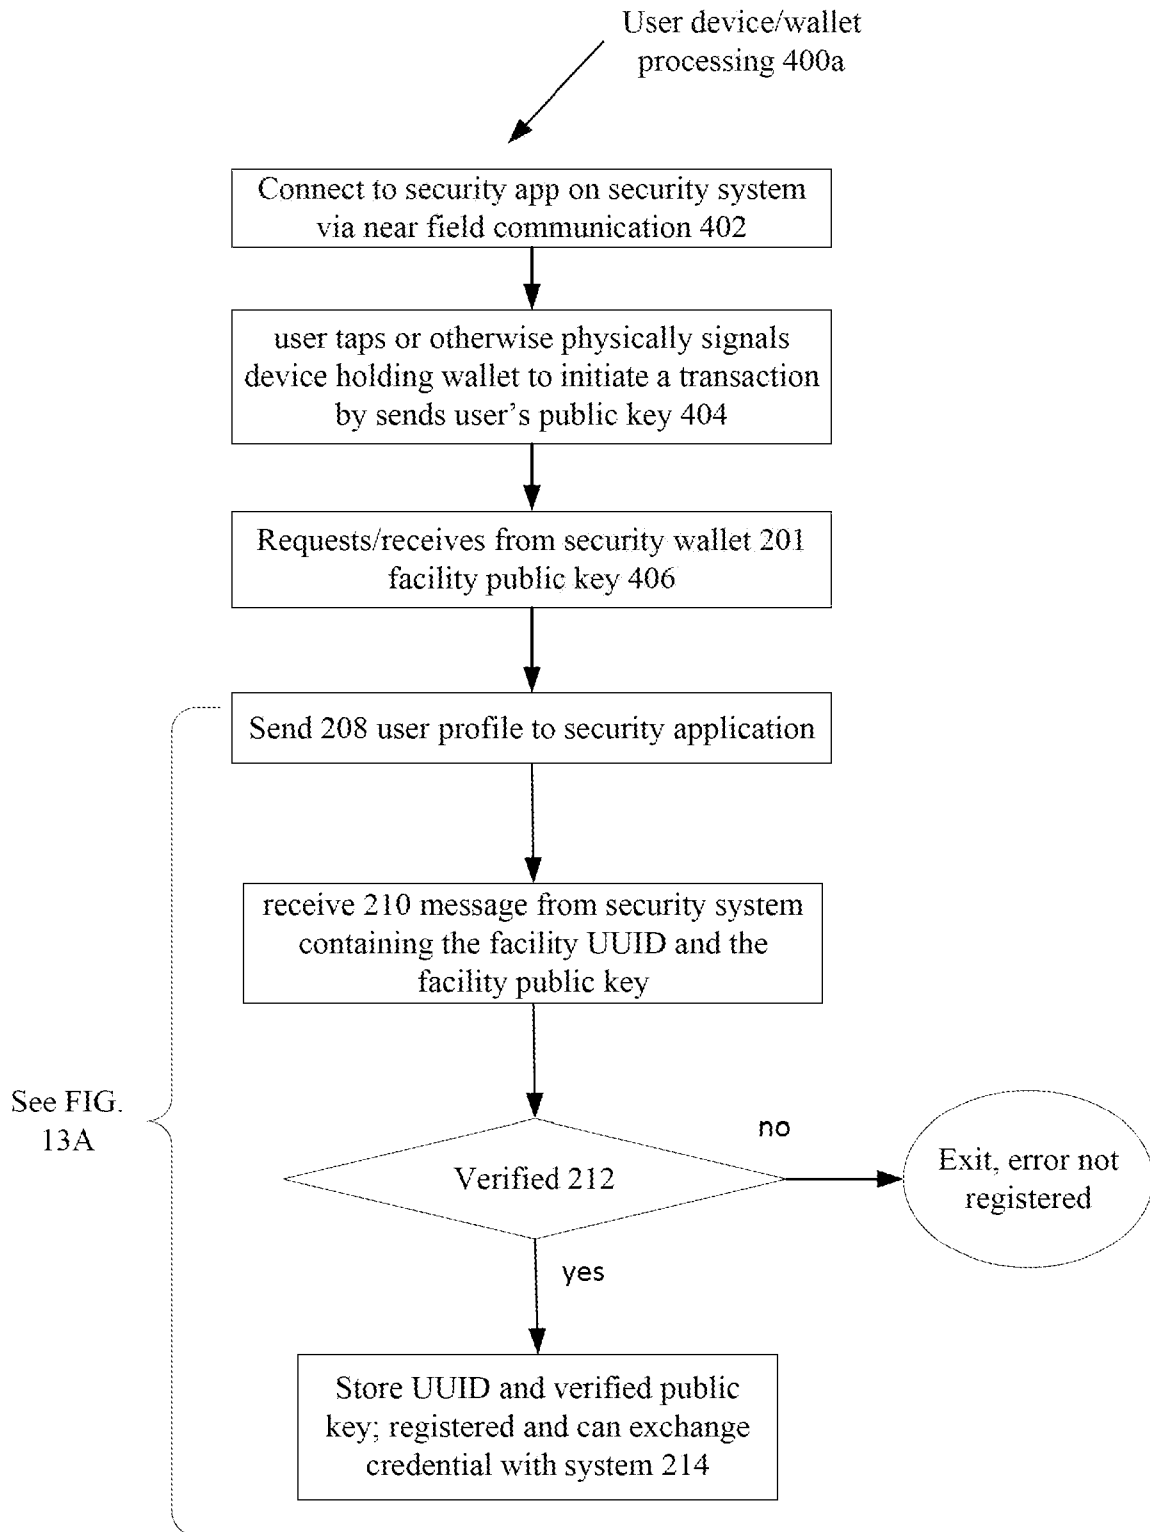 User device/wallet
processing 400a
Connect to security app on security system
via near field communication 402
user taps or otherwise physically signals
device holding wallet to initiate a transaction
by sends user's public key 404
Requests/receives from security wallet 201
facility public key 406
Send 208 user profile to security application
receive 210 message from security system
containing the facility UUID and the
facility public key
See FIG.
13A
Verified 212
no
Exit, error not
registered
yes
Store UUID and verified public
key; registered and can exchange
credential with system 214